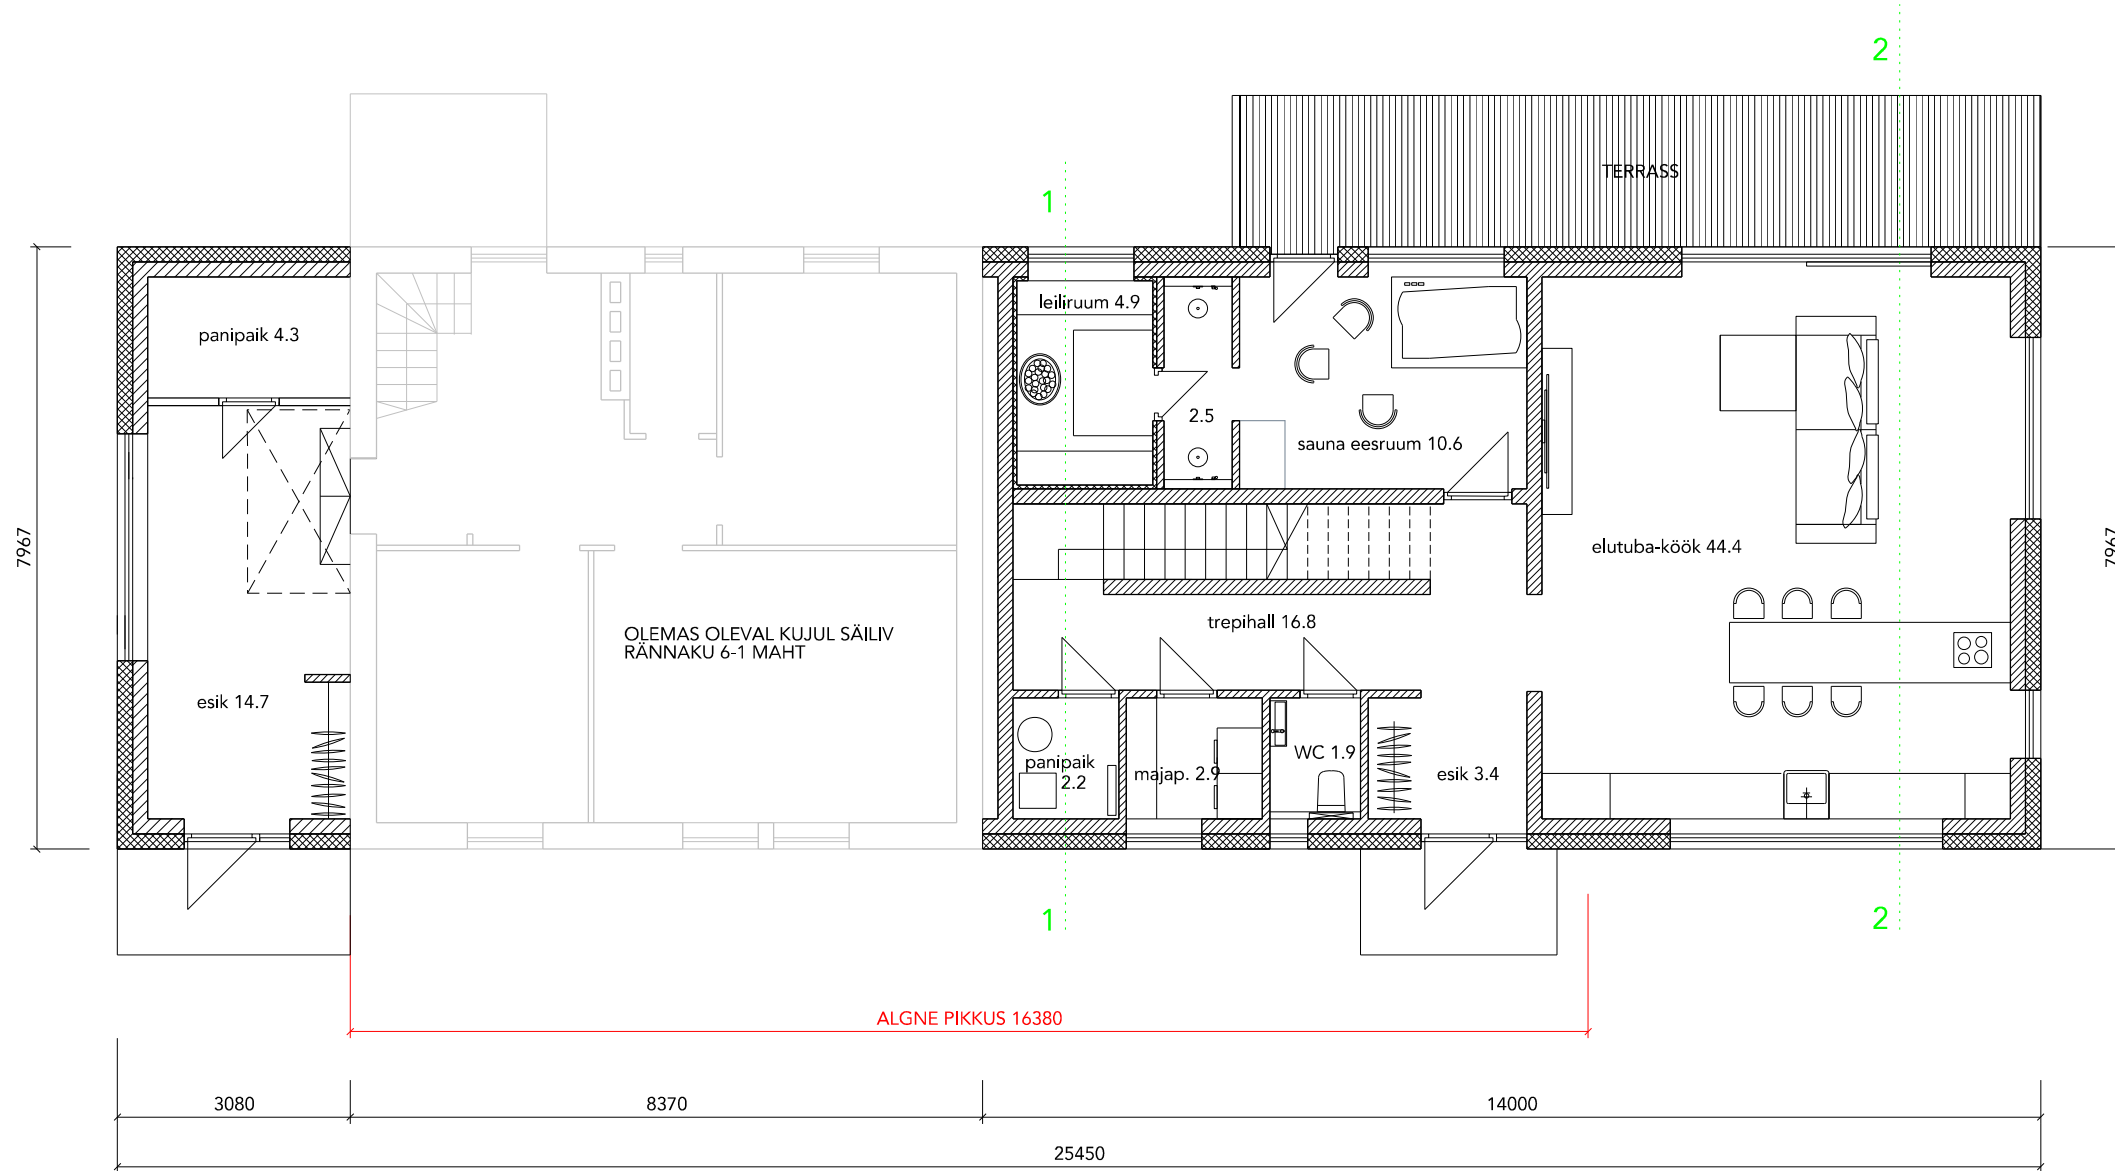 2
TERRASS
1
leiliruum 4.9
panipaik 4.3
2.5
sauna eesruum 10.6
7967
elutuba-köök 44.4
7967
trepihall 16.8
OLEMAS OLEVAL KUJUL SÄILIV
RÄNNAKU 6-1 MAHT
esik 14.7
WC 1.9
panipaik
2.2
majap. 2.9
esik 3.4
1
2
ALGNE PIKKUS 16380
3080
8370
14000
25450